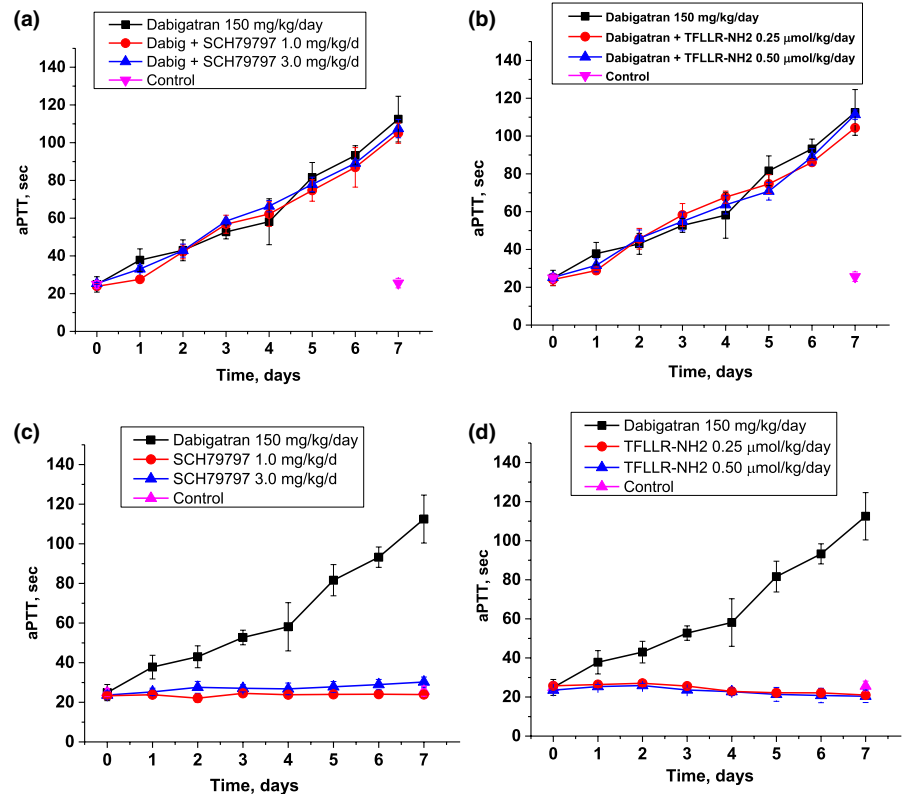 (a)
Dabigatran 150 mg/kg/day
Dabig + SCH79797 1.0 mg/kg/d
Dabig + SCH79797 3.0 mg/kg/d
Control
aPTT, sec
140
120
100
80
60
40
20
0
0 1 2 3 4 5 6 7
Time, days
(b)
Dabigatran 150 mg/kg/day
Dabigatran + TFLLR-NH2 0.25 μmol/kg/day
Dabigatran + TFLLR-NH2 0.50 μmol/kg/day
Control
aPTT, sec
140
120
100
80
60
40
20
0
0 1 2 3 4 5 6 7
Time, days
(c)
Dabigatran 150 mg/kg/day
SCH79797 1.0 mg/kg/d
SCH79797 3.0 mg/kg/d
Control
aPTT, sec
140
120
100
80
60
40
20
0
0 1 2 3 4 5 6 7
Time, days
(d)
Dabigatran 150 mg/kg/day
TFLLR-NH2 0.25 μmol/kg/day
TFLLR-NH2 0.50 μmol/kg/day
Control
aPTT, sec
140
120
100
80
60
40
20
0
0 1 2 3 4 5 6 7
Time, days